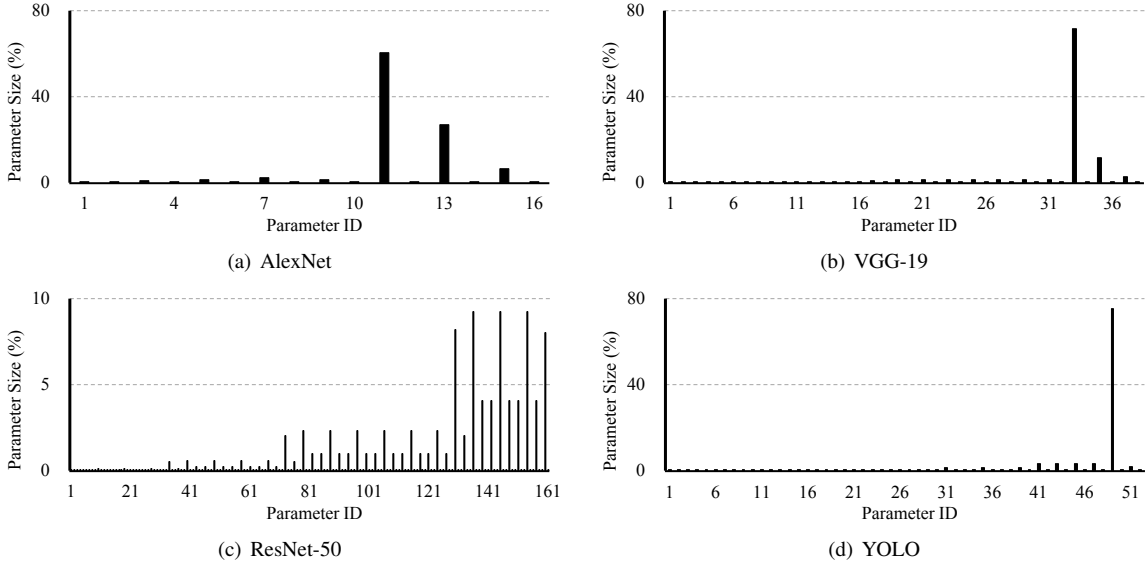 80
40
0
Parameter Size (%)
1 4 7 10 13 16
Parameter ID
(a) AlexNet
80
40
0
Parameter Size (%)
1 6 11 16 21 26 31 36
Parameter ID
(b) VGG-19
10
5
0
Parameter Size (%)
1 21 41 61 81 101 121 141 161
Parameter ID
(c) ResNet-50
80
40
0
Parameter Size (%)
1 6 11 16 21 26 31 36 41 46 51
Parameter ID
(d) YOLO